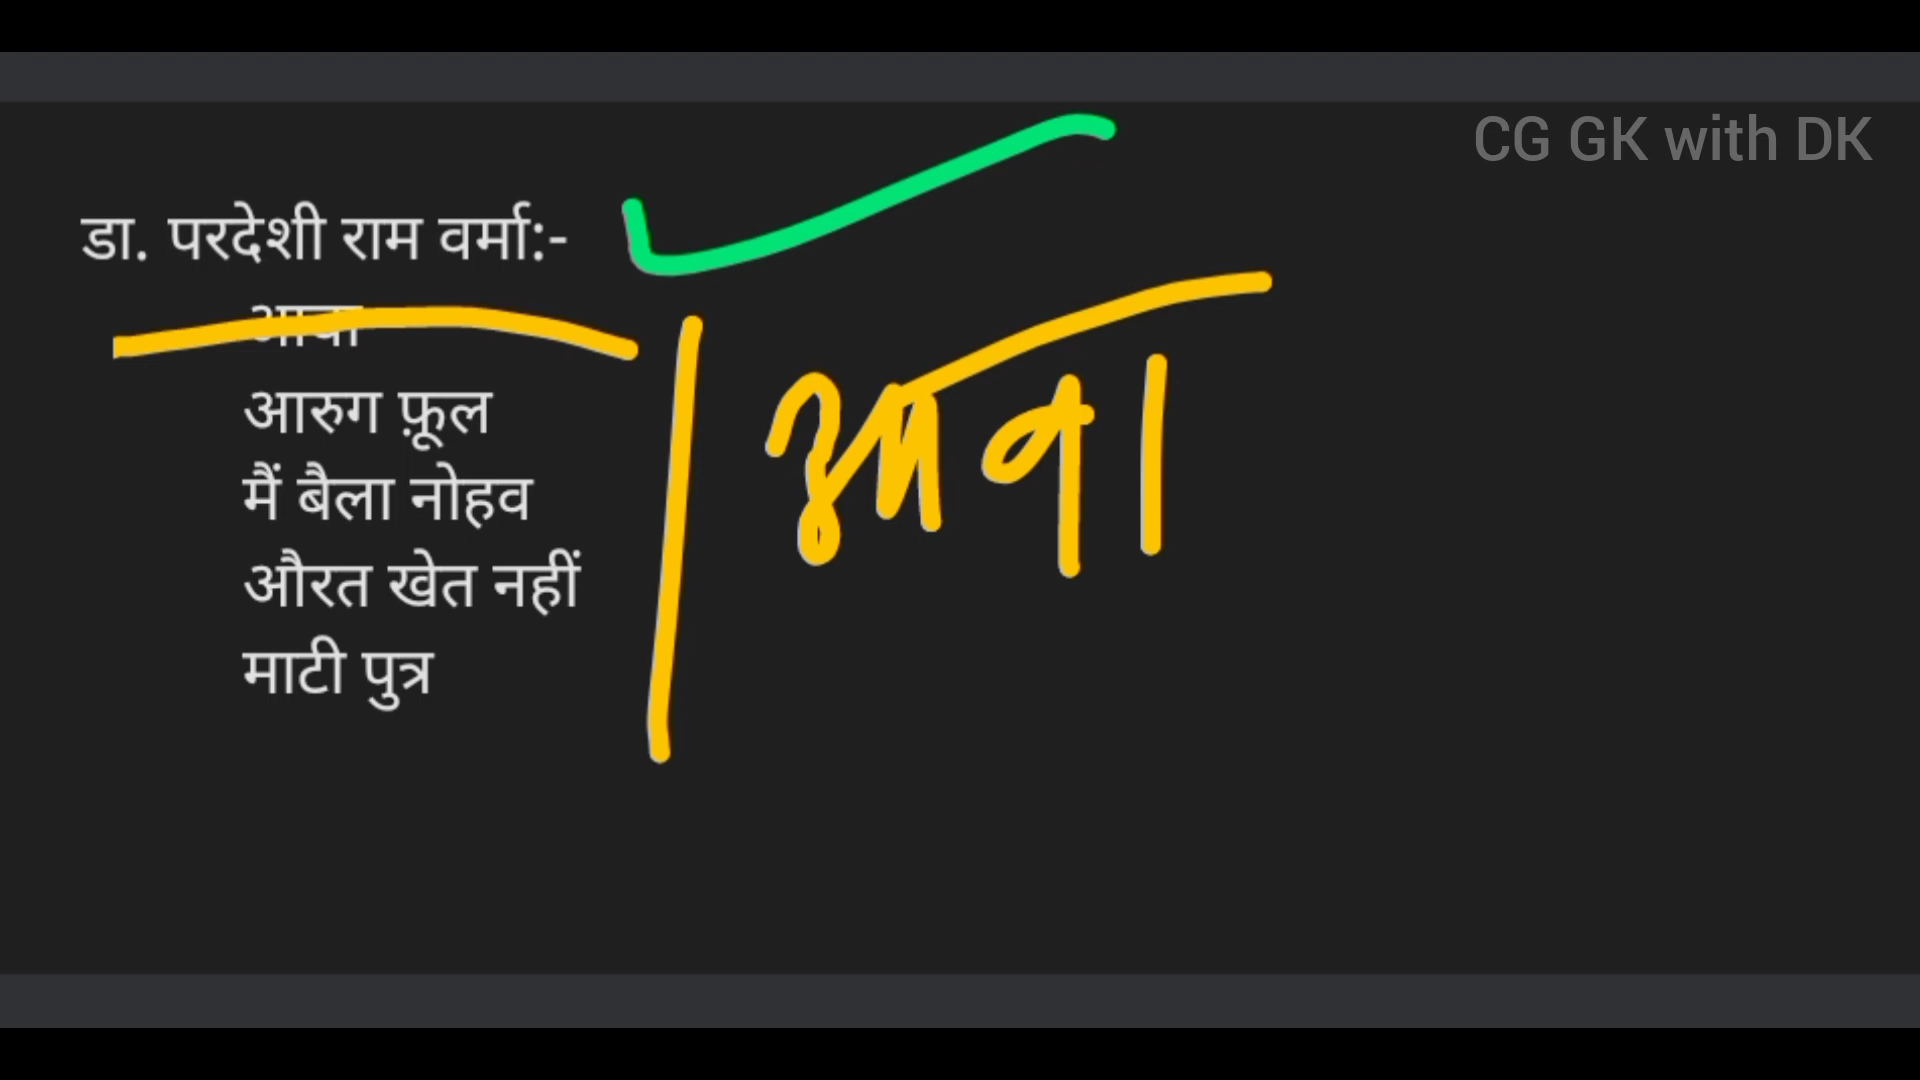 CG GK with DK
डा. परदेशी राम वर्मा:-
आवा
आरुग फ़ूल
मैं बैला नोहव
औरत खेत नहीं
माटी पुत्र
आवा